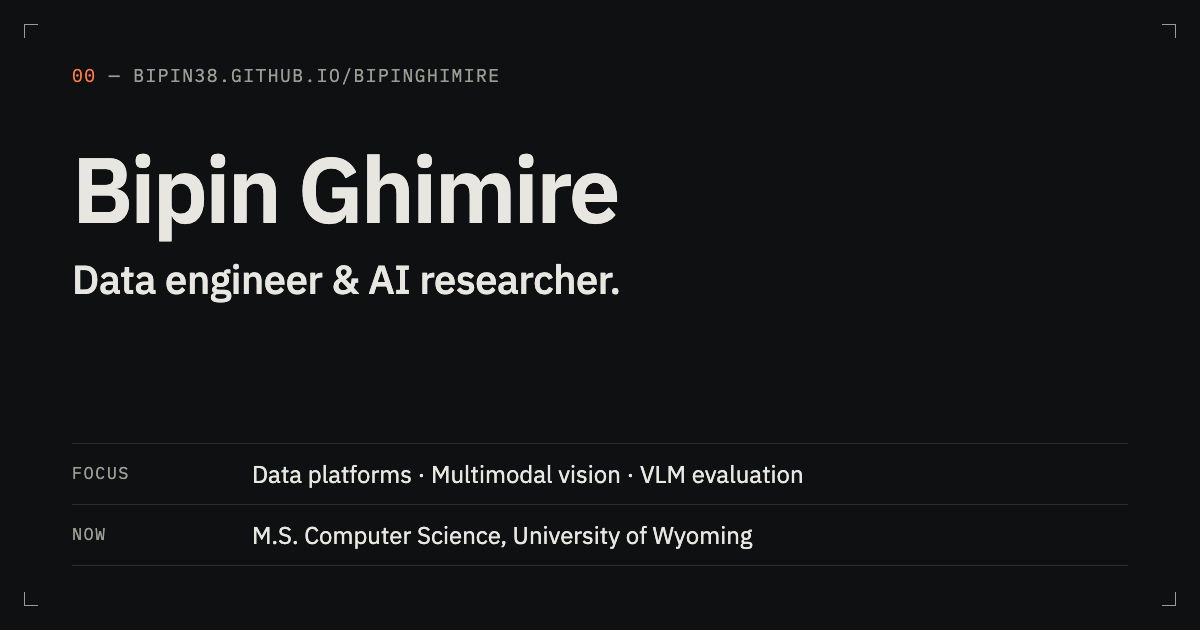 00 — BIPIN38.GITHUB.IO/BIPINGHIMIRE
Bipin Ghimire
Data engineer & AI researcher.
FOCUS Data platforms · Multimodal vision · VLM evaluation
NOW M.S. Computer Science, University of Wyoming